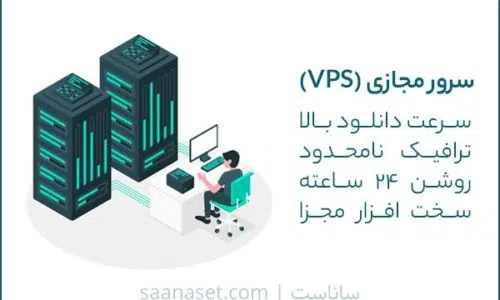 سرور مجازی (VPS)
سرعت دانلود بالا
ترافیک نامحدود
روشن ۲۴ ساعته
سخت افزار مجزا
ساناست | saanaset.com